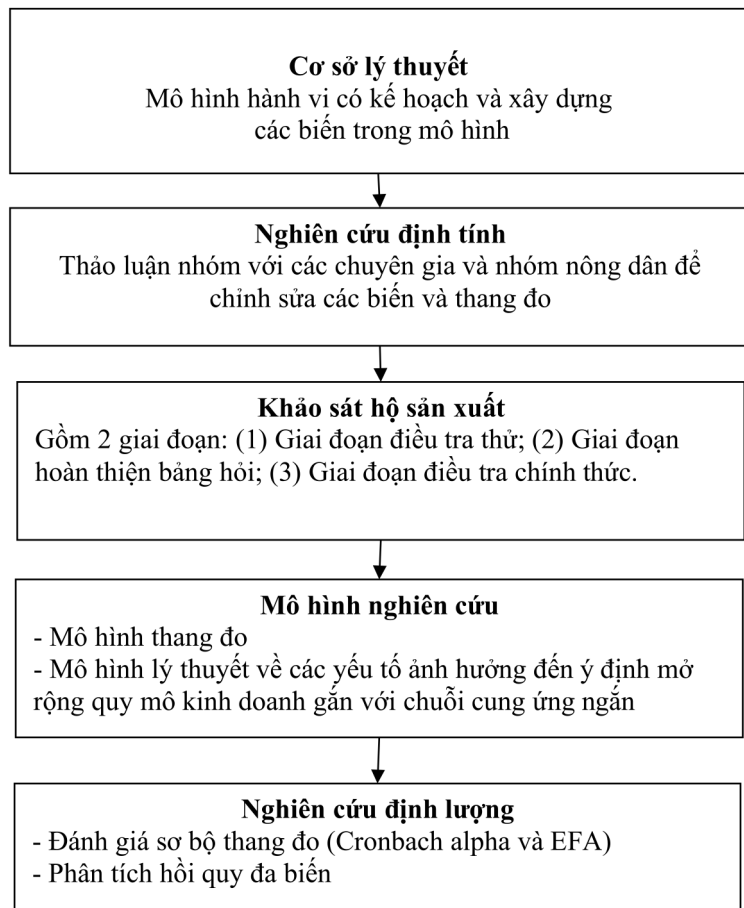 Cơ sở lý thuyết
Mô hình hành vi có kế hoạch và xây dựng
các biến trong mô hình
Nghiên cứu định tính
Thảo luận nhóm với các chuyên gia và nhóm nông dân để
chỉnh sửa các biến và thang đo
Khảo sát hộ sản xuất
Gồm 2 giai đoạn: (1) Giai đoạn điều tra thử; (2) Giai đoạn
hoàn thiện bảng hỏi; (3) Giai đoạn điều tra chính thức.
Mô hình nghiên cứu
- Mô hình thang đo
- Mô hình lý thuyết về các yếu tố ảnh hưởng đến ý định mở
rộng quy mô kinh doanh gắn với chuỗi cung ứng ngắn
Nghiên cứu định lượng
- Đánh giá sơ bộ thang đo (Cronbach alpha và EFA)
- Phân tích hồi quy đa biến